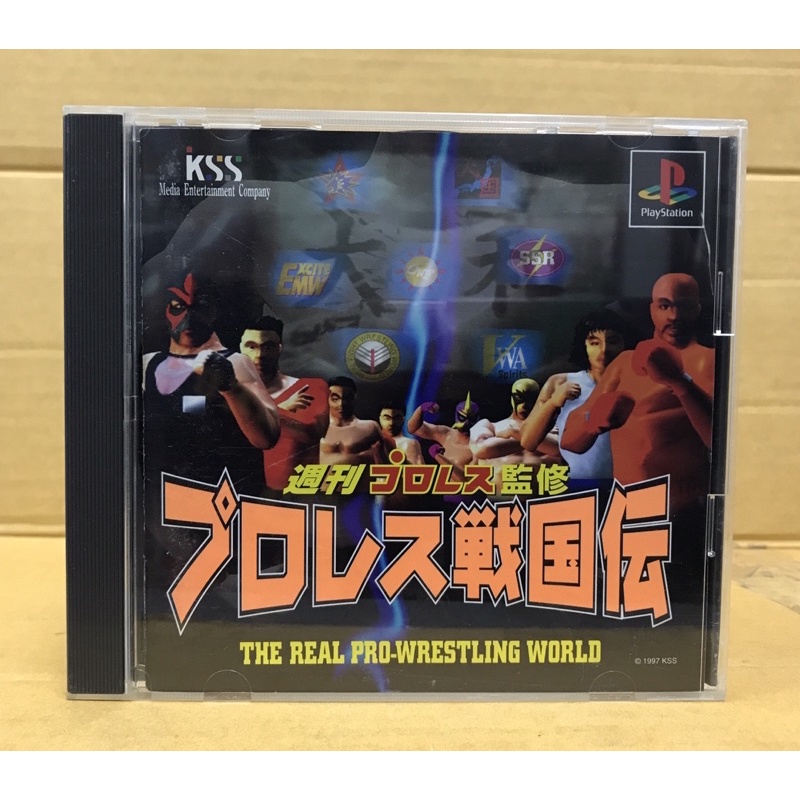 KSS
Media Entertainment Company
PlayStation
EXCITE
EMW
SSR
週刊プロレス監修
プロレス戦国伝
THE REAL PRO-WRESTLING WORLD
© 1997 KSS